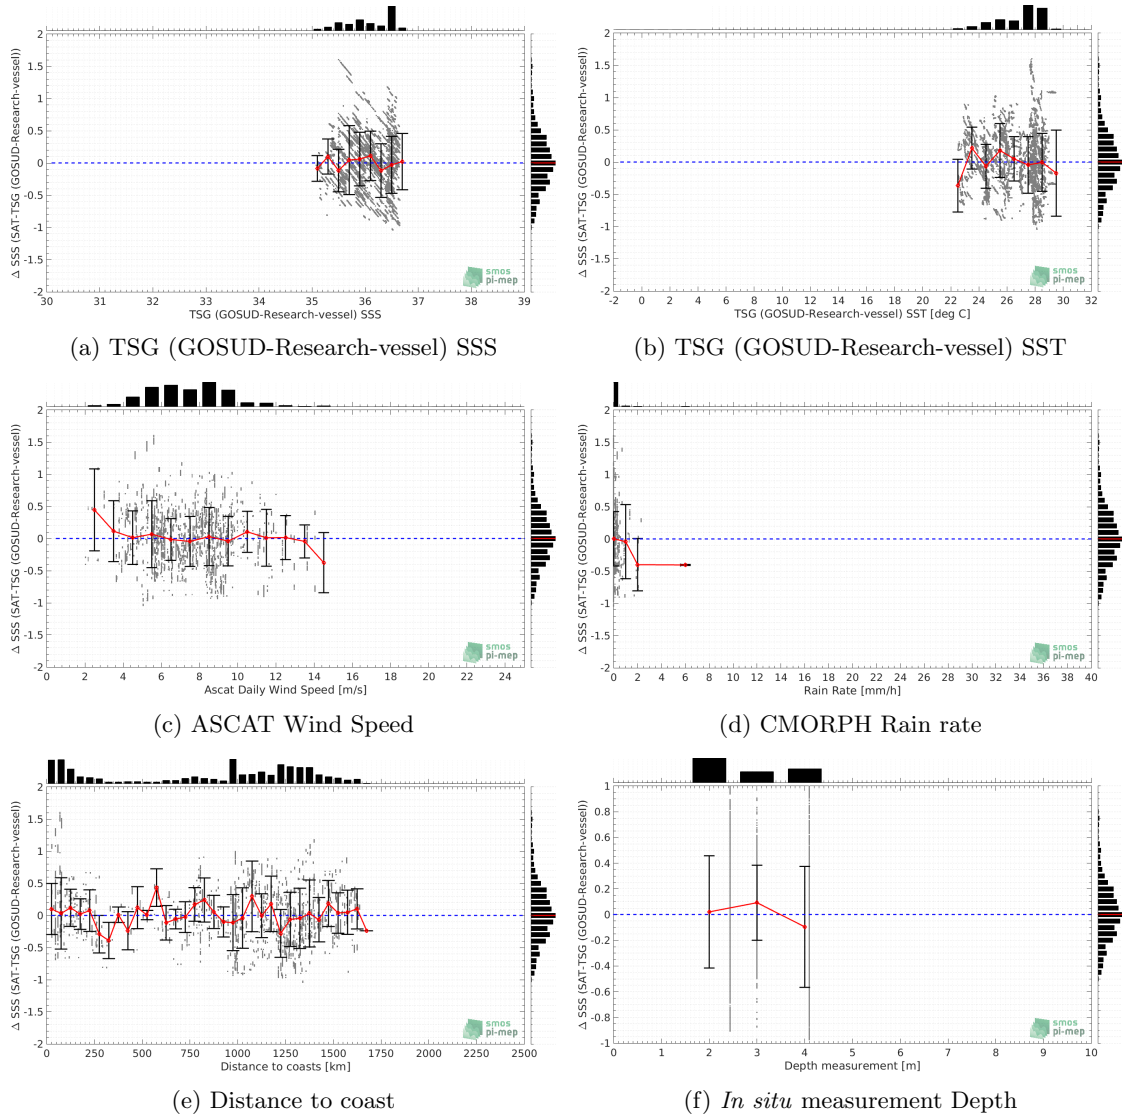 2
1.5
1
0.5
0
-0.5
-1
-1.5
-2
Δ SSS (SAT-TSG (GOSUD-Research-vessel))
30 31 32 33 34 35 36 37 38 39
TSG (GOSUD-Research-vessel) SSS
smos
pi-mep
(a) TSG (GOSUD-Research-vessel) SSS
2
1.5
1
0.5
0
-0.5
-1
-1.5
-2
Δ SSS (SAT-TSG (GOSUD-Research-vessel))
-2 0 2 4 6 8 10 12 14 16 18 20 22 24 26 28 30 32
TSG (GOSUD-Research-vessel) SST [deg C]
smos
pi-mep
(b) TSG (GOSUD-Research-vessel) SST
2
1.5
1
0.5
0
-0.5
-1
-1.5
-2
Δ SSS (SAT-TSG (GOSUD-Research-vessel))
0 2 4 6 8 10 12 14 16 18 20 22 24
Ascat Daily Wind Speed [m/s]
smos
pi-mep
(c) ASCAT Wind Speed
2
1.5
1
0.5
0
-0.5
-1
-1.5
-2
Δ SSS (SAT-TSG (GOSUD-Research-vessel))
0 2 4 6 8 10 12 14 16 18 20 22 24 26 28 30 32 34 36 38 40
Rain Rate [mm/h]
smos
pi-mep
(d) CMORPH Rain rate
2
1.5
1
0.5
0
-0.5
-1
-1.5
-2
Δ SSS (SAT-TSG (GOSUD-Research-vessel))
0 250 500 750 1000 1250 1500 1750 2000 2250 2500
Distance to coasts [km]
smos
pi-mep
(e) Distance to coast
1
0.8
0.6
0.4
0.2
0
-0.2
-0.4
-0.6
-0.8
-1
Δ SSS (SAT-TSG (GOSUD-Research-vessel))
0 1 2 3 4 5 6 7 8 9 10
Depth measurement [m]
smos
pi-mep
(f) In situ measurement Depth